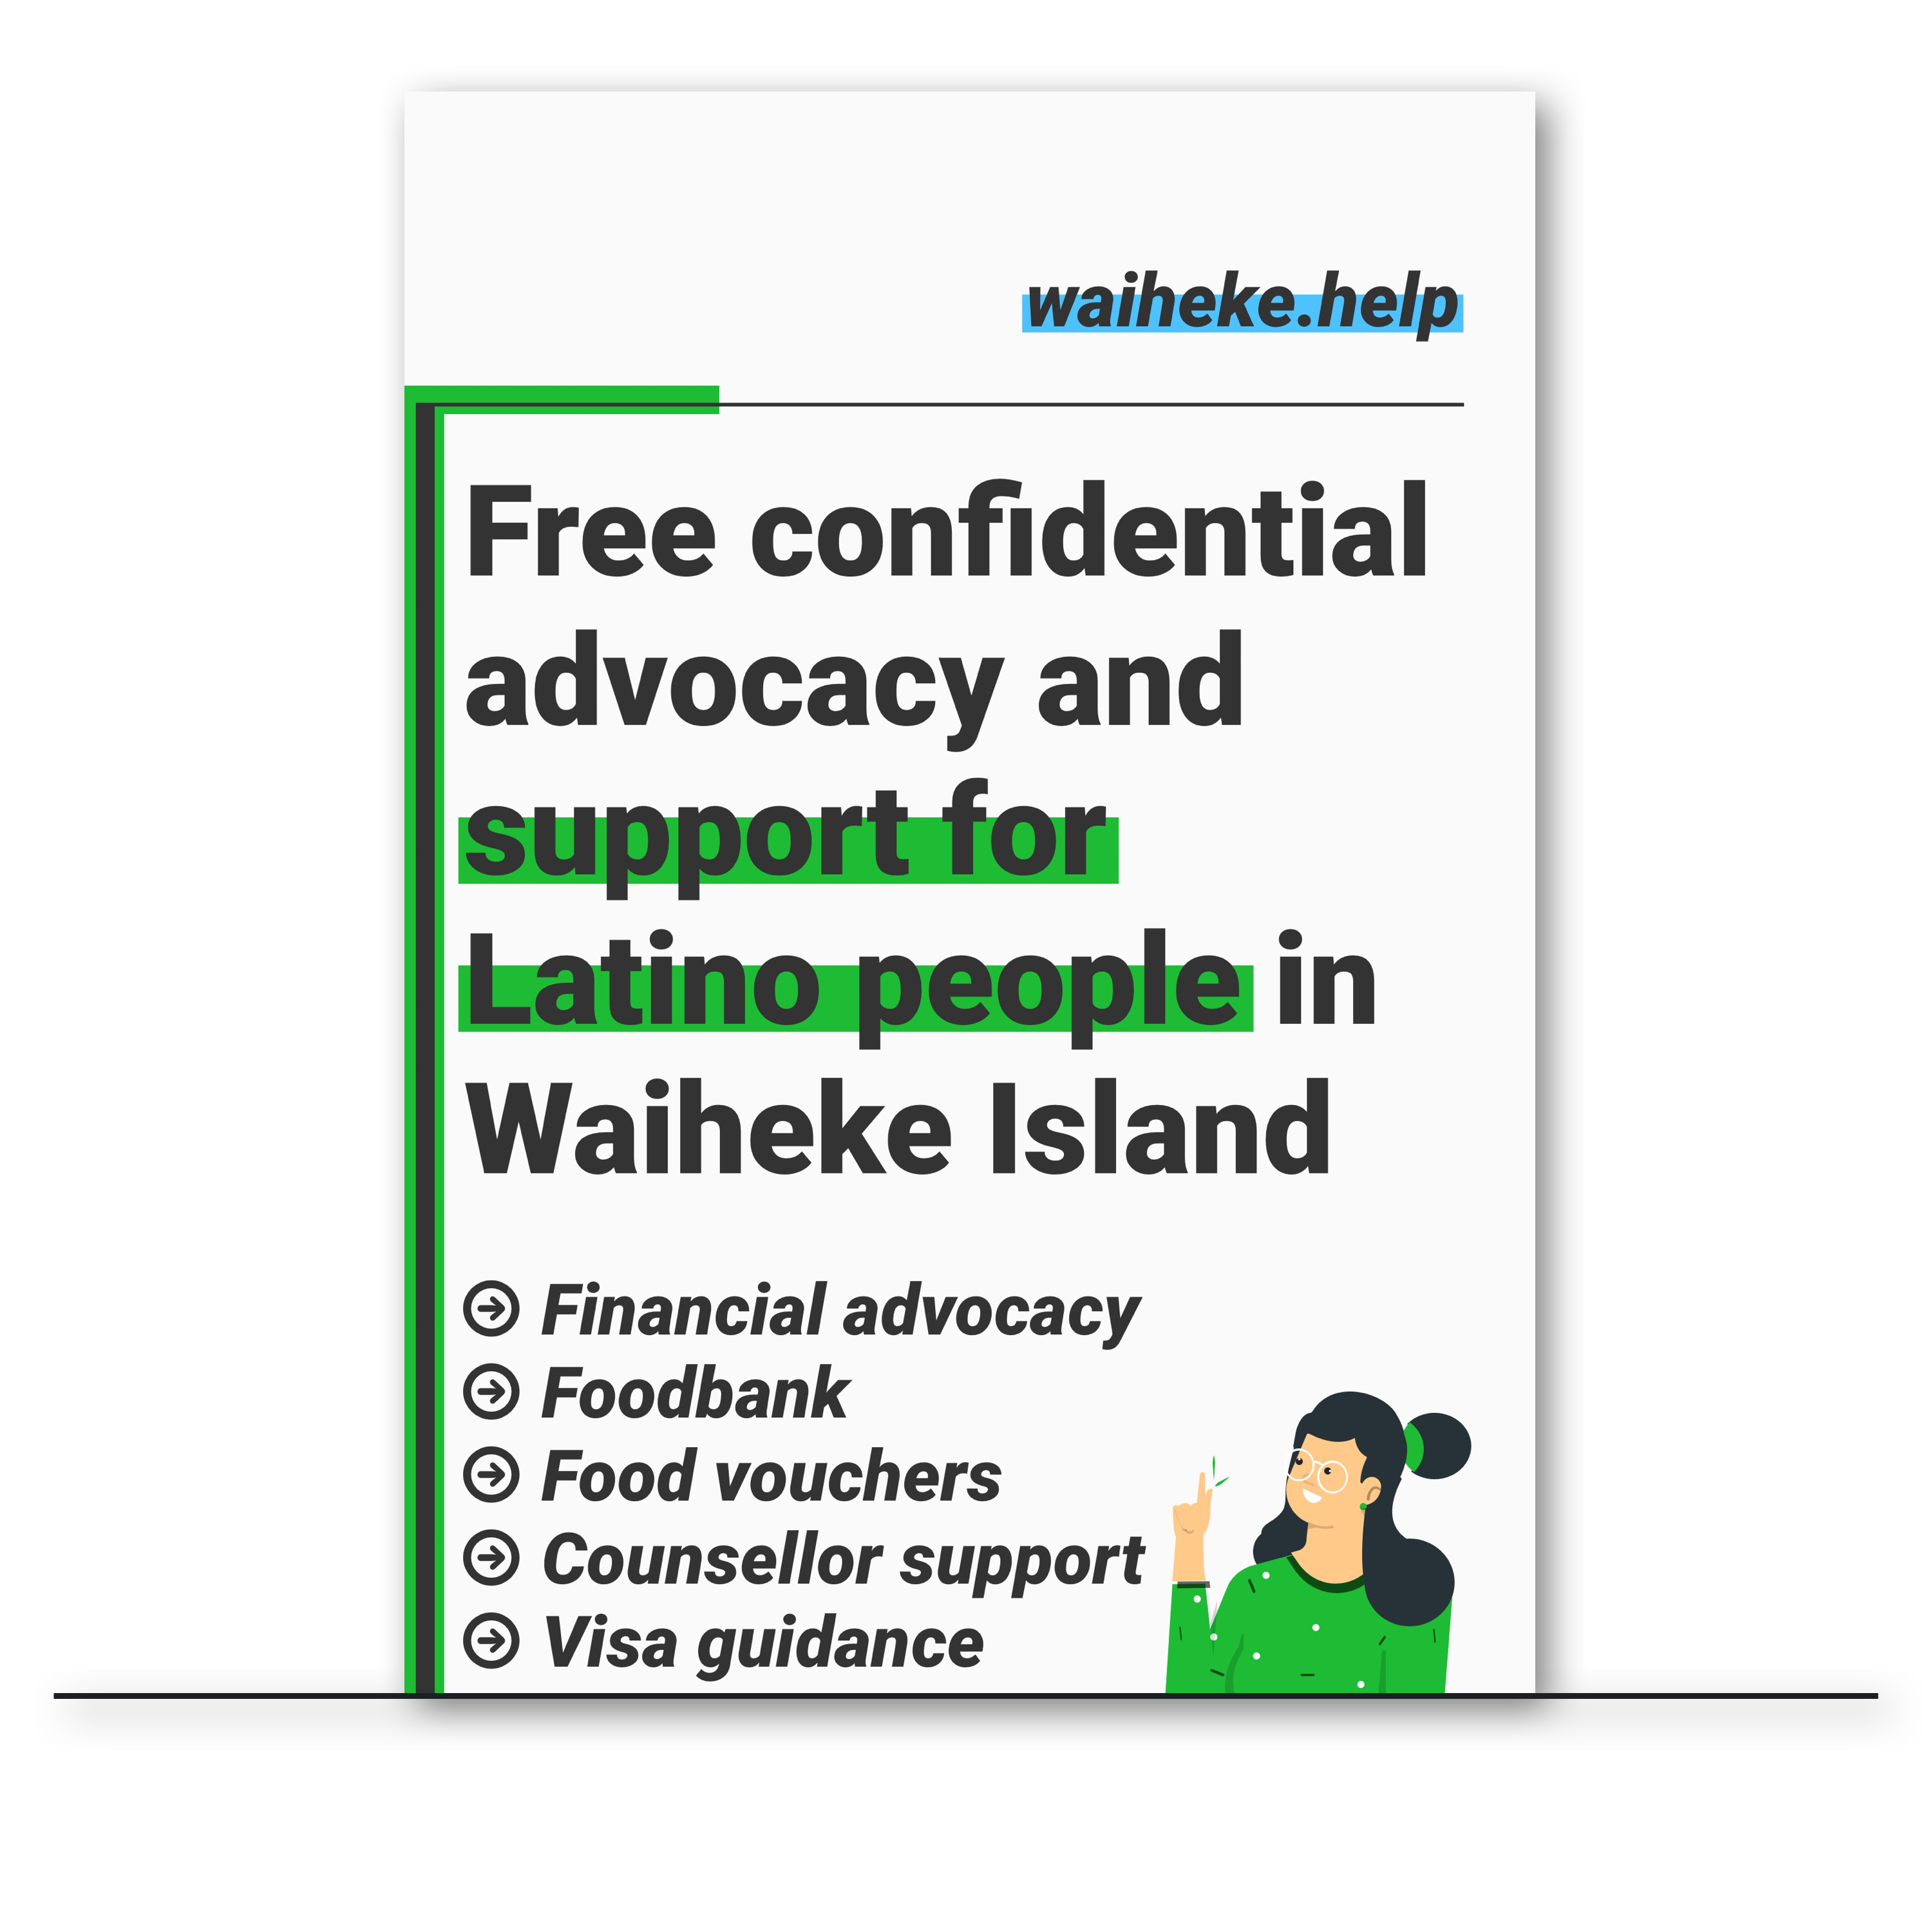 waiheke.help
Free confidential
advocacy and
support for
Latino people in
Waiheke Island
Financial advocacy
Foodbank
Food vouchers
Counsellor support
Visa guidance